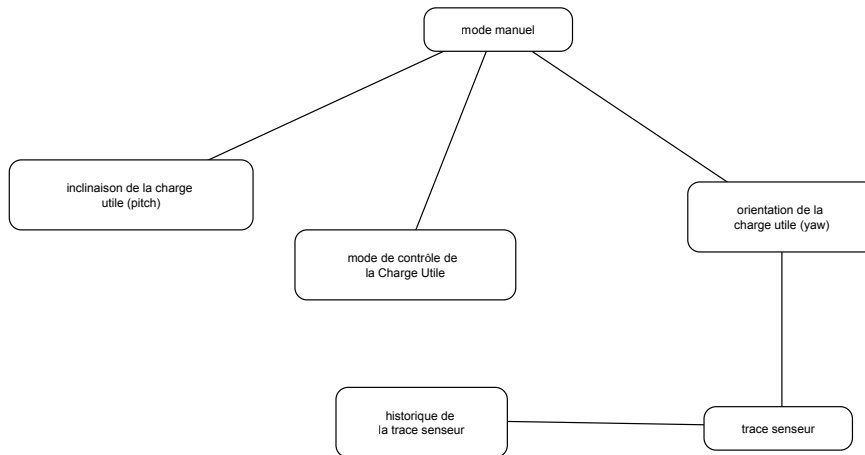 mode manuel
inclinaison de la charge
utile (pitch)
orientation de la
charge utile (yaw)
mode de contrôle de
la Charge Utile
historique de
la trace senseur
trace senseur